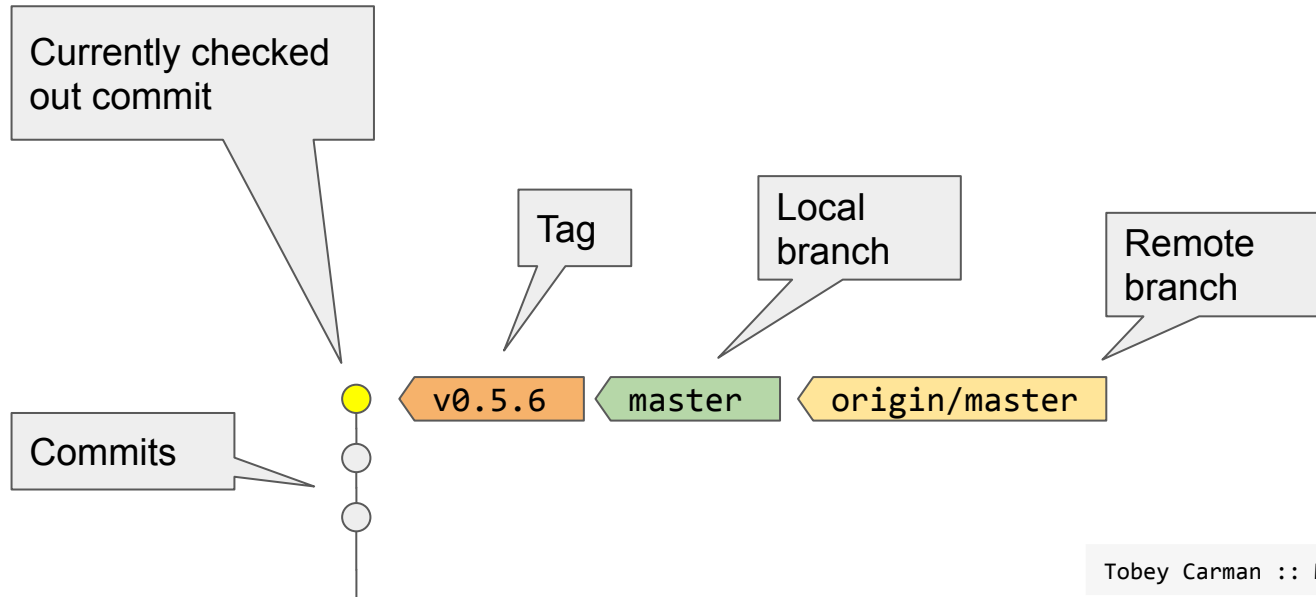 Currently checked
out commit
Tag
Local
branch
Remote
branch
v0.5.6
master
origin/master
Commits
Tobey Carman ::